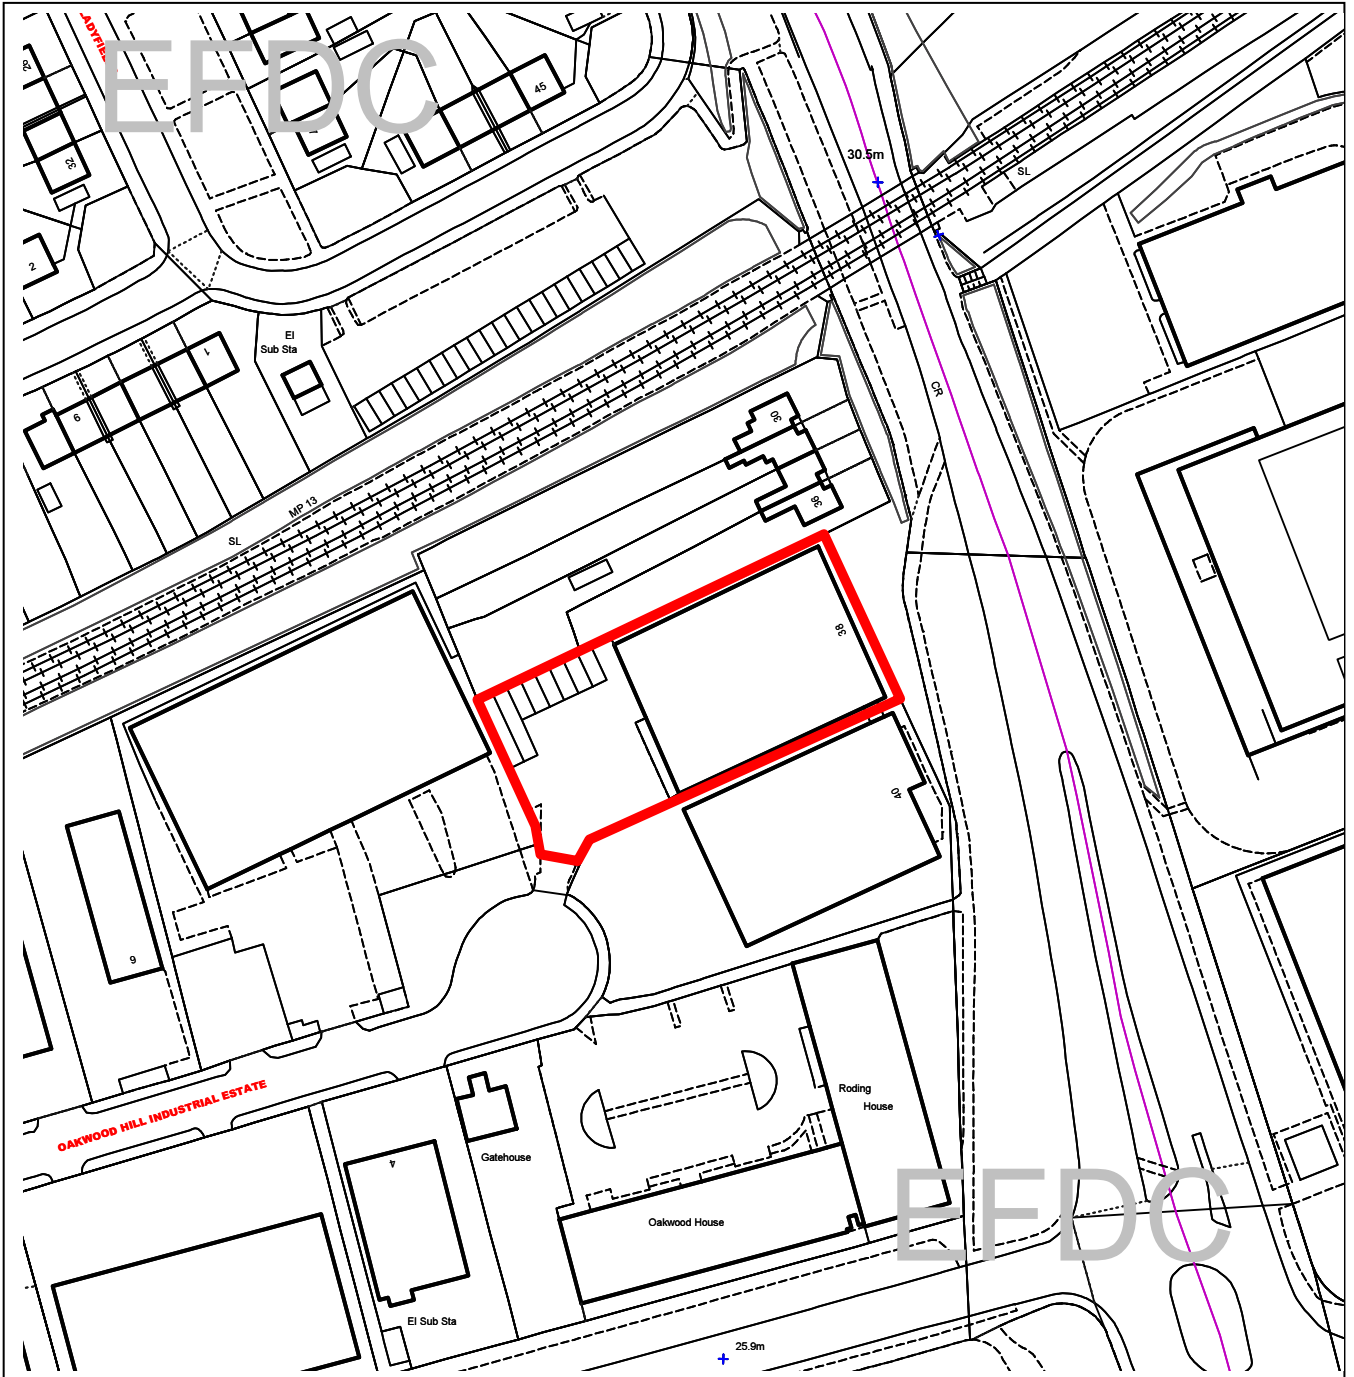 EFDC
28
32
2
45
30.5m
SL
El
Sub Sta
1
9
CR
30
36
MP 13
SL
38
40
6
OAKWOOD HILL INDUSTRIAL ESTATE
Roding
House
Gatehouse
4
Oakwood House
EFDC
El Sub Sta
25.9m